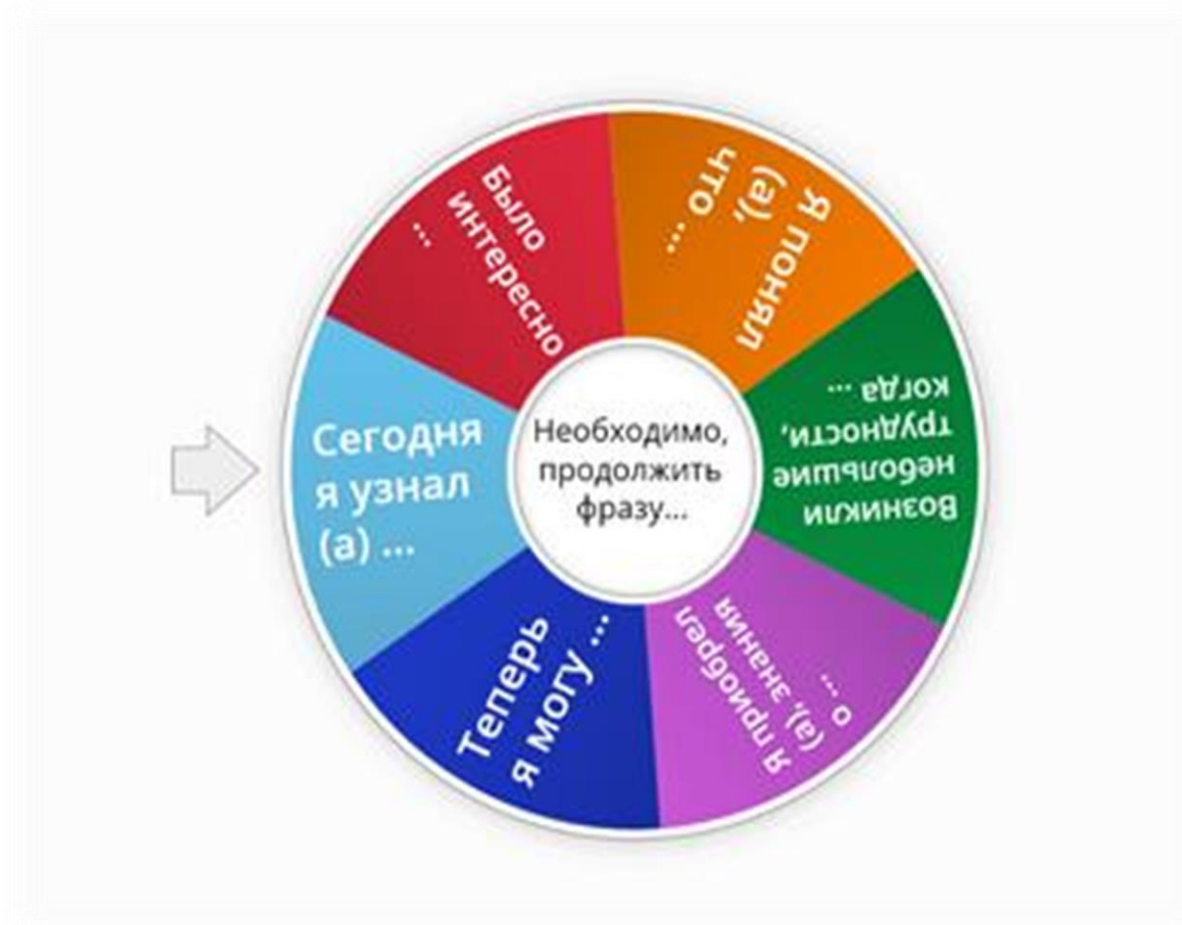 Необходимо,
продолжить
фразу...
Сегодня
я узнал
(а) ...
Было
интересно
...
Я понял
(а),
что ...
Возникли
небольшие
трудности,
когда ...
Я приобрел
(а), знания
о ...
Теперь
я могу ...